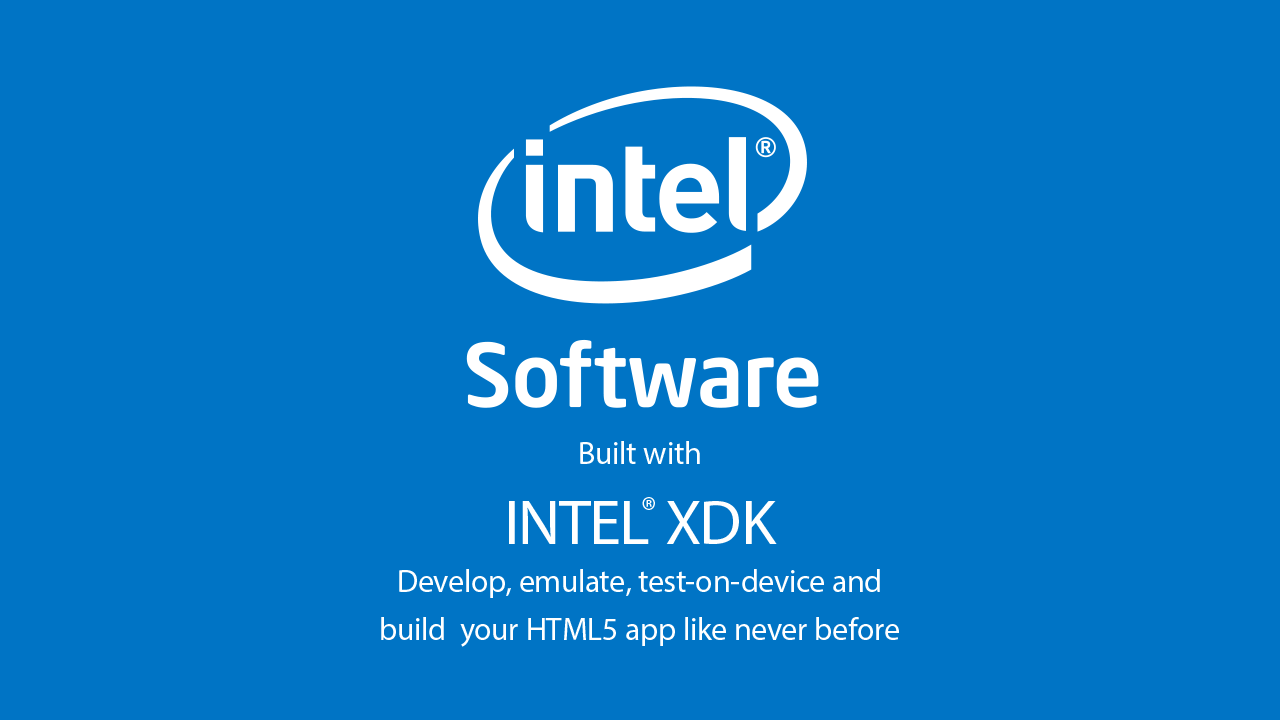 intel®
Software
Built with
INTEL® XDK
Develop, emulate, test-on-device and
build  your HTML5 app like never before